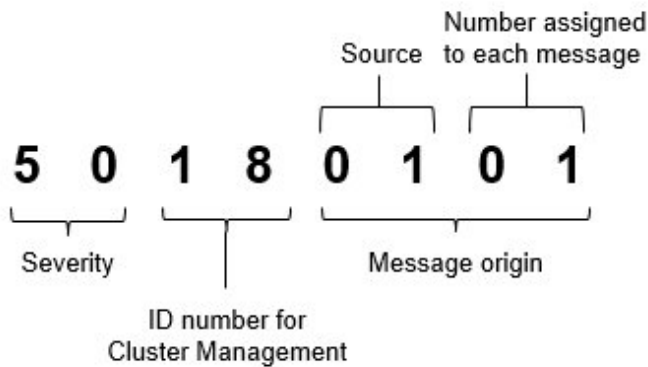 Number assigned
to each message
Source
5 0 1 8 0 1 0 1
Severity
Message origin
ID number for
Cluster Management